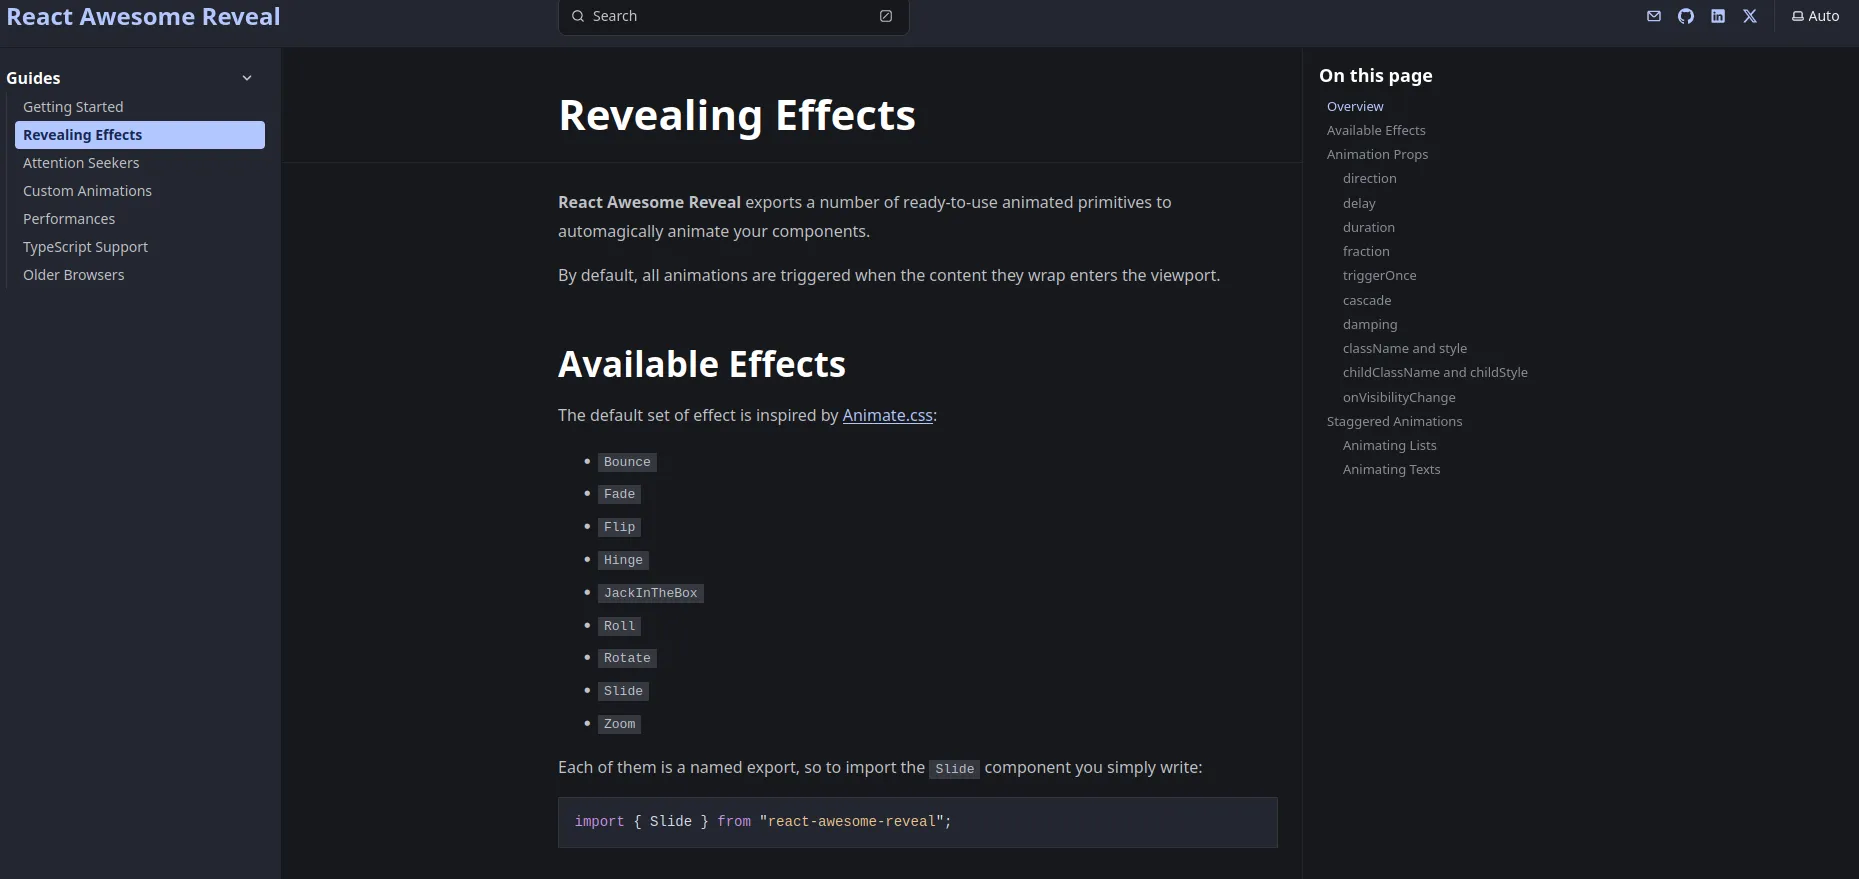 React Awesome Reveal
Search
Auto
Guides
Getting Started
Revealing Effects
Attention Seekers
Custom Animations
Performances
TypeScript Support
Older Browsers
Revealing Effects
React Awesome Reveal exports a number of ready-to-use animated primitives to
automagically animate your components.
By default, all animations are triggered when the content they wrap enters the viewport.
Available Effects
The default set of effect is inspired by Animate.css:
Bounce
Fade
Flip
Hinge
JackInTheBox
Roll
Rotate
Slide
Zoom
Each of them is a named export, so to import the Slide component you simply write:
import { Slide } from "react-awesome-reveal";
On this page
Overview
Available Effects
Animation Props
direction
delay
duration
fraction
triggerOnce
cascade
damping
className and style
childClassName and childStyle
onVisibilityChange
Staggered Animations
Animating Lists
Animating Texts